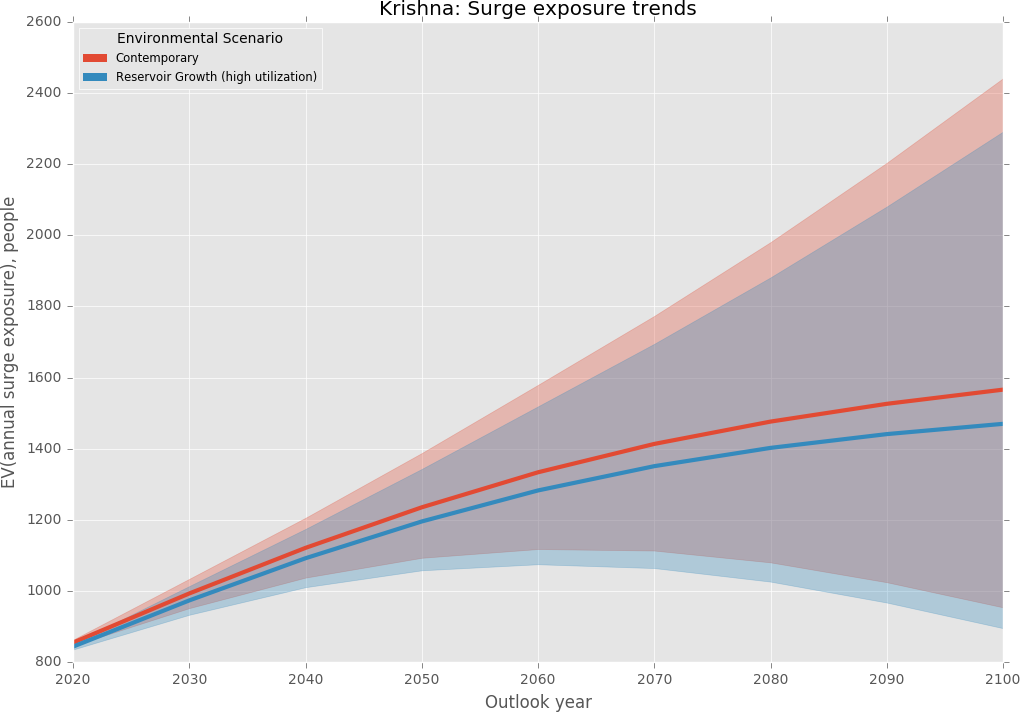 Krishna: Surge exposure trends
Environmental Scenario
Contemporary
Reservoir Growth (high utilization)
EV(annual surge exposure), people
2600
2400
2200
2000
1800
1600
1400
1200
1000
800
2020 2030 2040 2050 2060 2070 2080 2090 2100
Outlook year